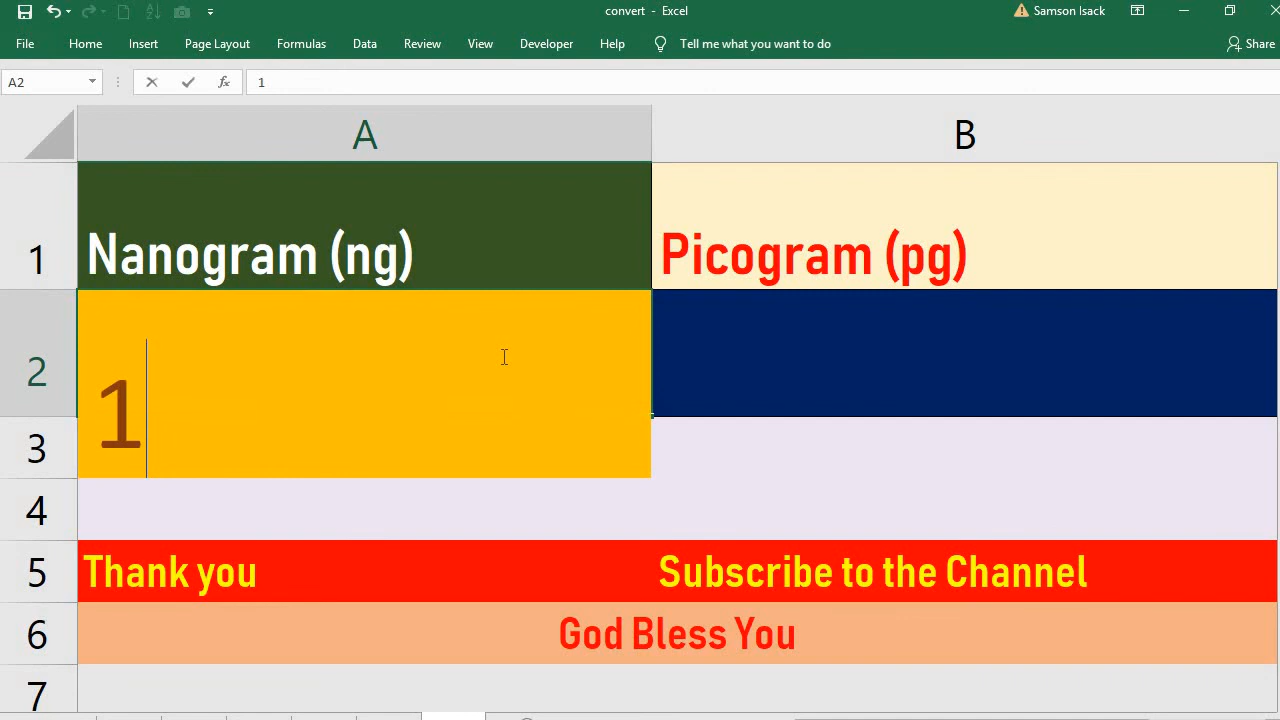 convert - Excel
Samson Isack
File Home Insert Page Layout Formulas Data Review View Developer Help Tell me what you want to do Share
A2 fx 1
A B
1 Nanogram (ng) Picogram (pg)
2 1
3
4
5 Thank you Subscribe to the Channel
6 God Bless You
7